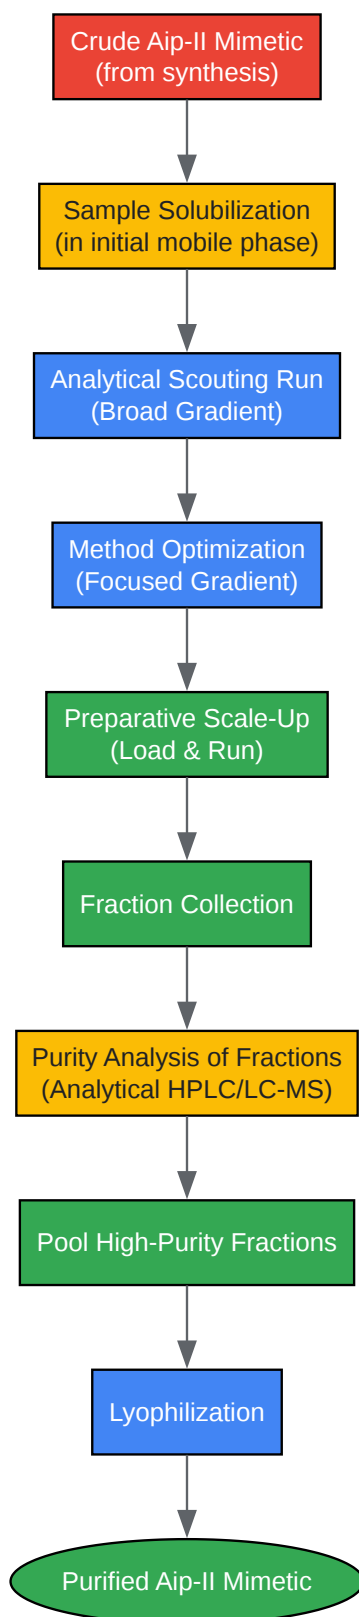 Crude Aip-II Mimetic
(from synthesis)
Sample Solubilization
(in initial mobile phase)
Analytical Scouting Run
(Broad Gradient)
Method Optimization
(Focused Gradient)
Preparative Scale-Up
(Load & Run)
Fraction Collection
Purity Analysis of Fractions
(Analytical HPLC/LC-MS)
Pool High-Purity Fractions
Lyophilization
Purified Aip-II Mimetic